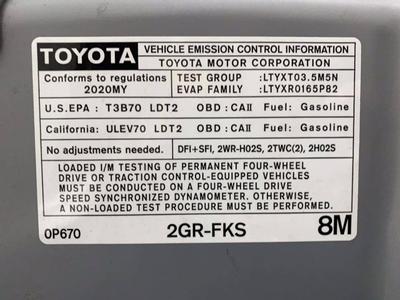 TOYOTA VEHICLE EMISSION CONTROL INFORMATION
TOYOTA MOTOR CORPORATION
Conforms to regulations TEST GROUP :LTYXT03.5M5N
2020MY EVAP FAMILY :LTYXR0165P82
U.S.EPA : T3B70 LDT2 OBD : CAII Fuel: Gasoline
California: ULEV70 LDT2 OBD : CAII Fuel: Gasoline
No adjustments needed. DFI+SFI, 2WR-H02S, 2TWC(2), 2H02S
LOADED I/M TESTING OF PERMANENT FOUR-WHEEL
DRIVE OR TRACTION CONTROL-EQUIPPED VEHICLES
MUST BE CONDUCTED ON A FOUR-WHEEL DRIVE
SPEED SYNCHRONIZED DYNAMOMETER. OTHERWISE,
A NON-LOADED TEST PROCEDURE MUST BE USED.
0P670 2GR-FKS 8M